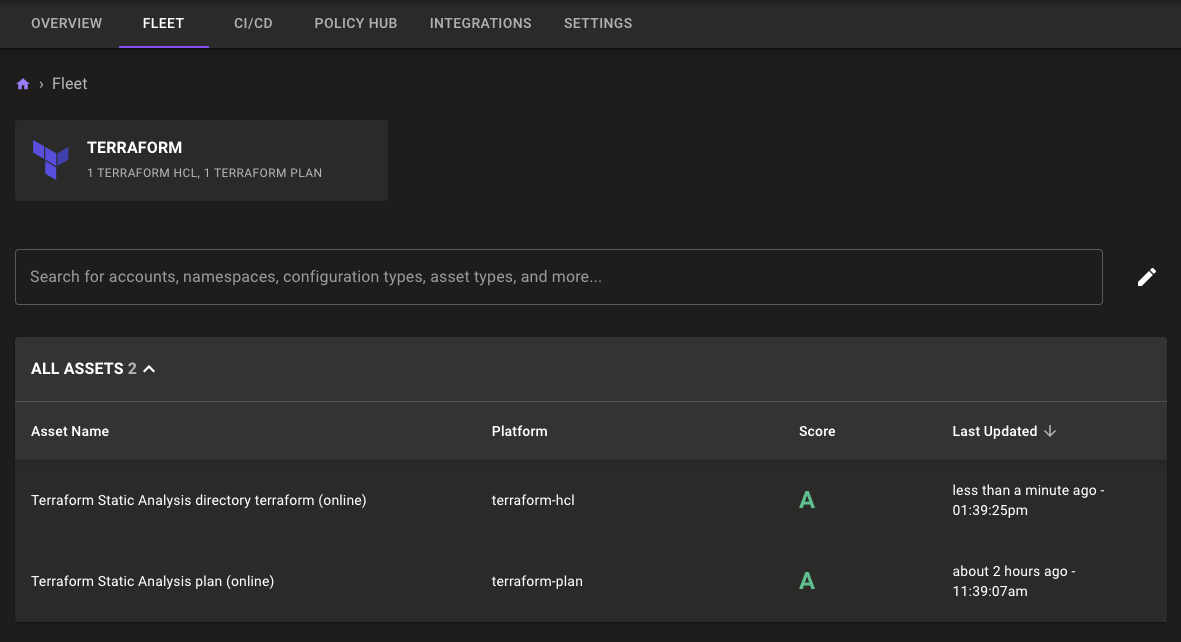 OVERVIEW FLEET CI/CD POLICY HUB INTEGRATIONS SETTINGS
› Fleet
TERRAFORM
1 TERRAFORM HCL, 1 TERRAFORM PLAN
Search for accounts, namespaces, configuration types, asset types, and more...
ALL ASSETS 2
Asset Name Platform Score Last Updated
Terraform Static Analysis directory terraform (online) terraform-hcl A less than a minute ago -
01:39:25pm
Terraform Static Analysis plan (online) terraform-plan A about 2 hours ago -
11:39:07am